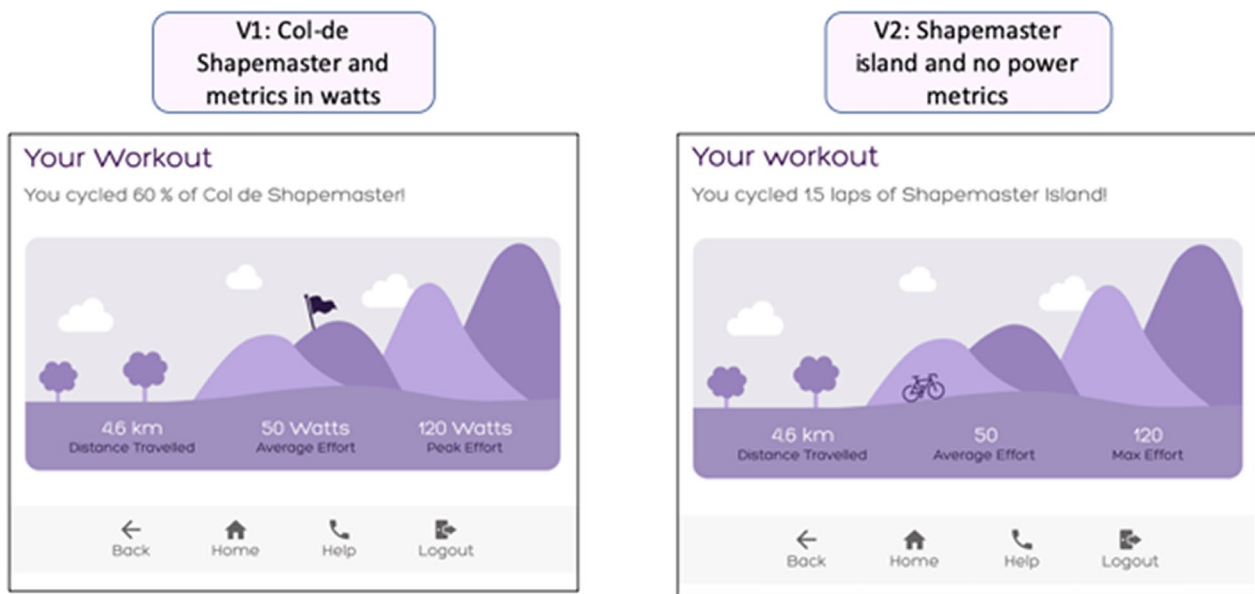 V1: Col-de
Shapemaster and
metrics in watts
Your Workout
You cycled 60 % of Col de Shapemaster!
4.6 km
50 Watts
120 Watts
Distance Travelled
Average Effort
Peak Effort
Back
Home
Help
Logout
V2: Shapemaster
island and no power
metrics
Your workout
You cycled 1.5 laps of Shapemaster Island!
4.6 km
50
120
Distance Travelled
Average Effort
Max Effort
Back
Home
Help
Logout